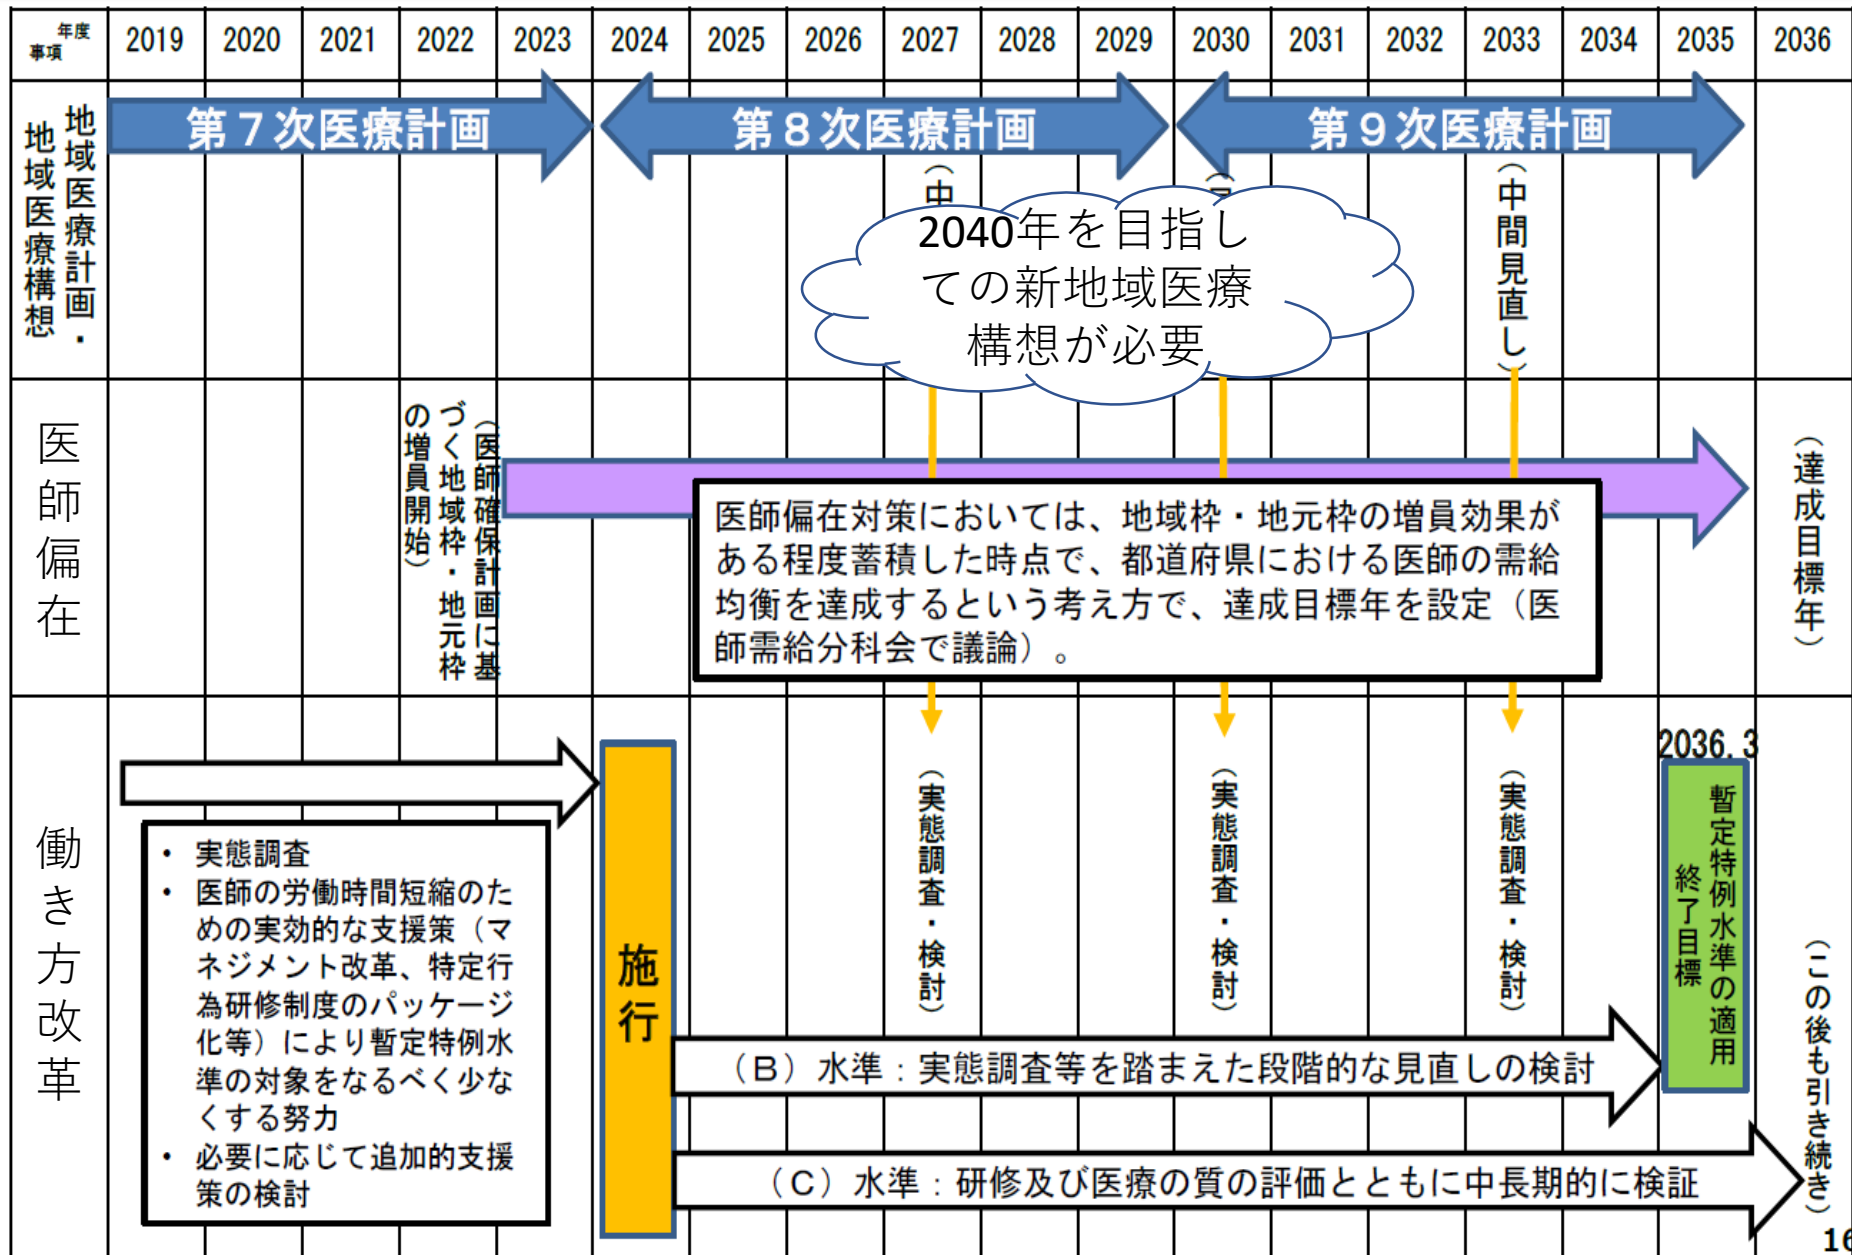 年度
事項
2019 2020 2021 2022 2023 2024 2025 2026 2027 2028 2029 2030 2031 2032 2033 2034 2035 2036
地域医療計画・
地域医療構想
第7次医療計画
第8次医療計画
第9次医療計画
（中
（中間見直し）
2040年を目指し
ての新地域医療
構想が必要
医師偏在
（医師確保計画に基
づく地域枠・地元枠
の増員開始）
医師偏在対策においては、地域枠・地元枠の増員効果が
ある程度蓄積した時点で、都道府県における医師の需給
均衡を達成するという考え方で、達成目標年を設定（医
師需給分科会で議論）。
（達成目標年）
働き方改革
• 実態調査
• 医師の労働時間短縮のた
めの実効的な支援策（マ
ネジメント改革、特定行
為研修制度のパッケージ
化等）により暫定特例水
準の対象をなるべく少な
くする努力
• 必要に応じて追加的支援
策の検討
施行
（実態調査・検討）
（実態調査・検討）
（実態調査・検討）
2036.3
暫定特例水準の適用
終了目標
（B）水準：実態調査等を踏まえた段階的な見直しの検討
（C）水準：研修及び医療の質の評価とともに中長期的に検証
（この後も引き続き）
16